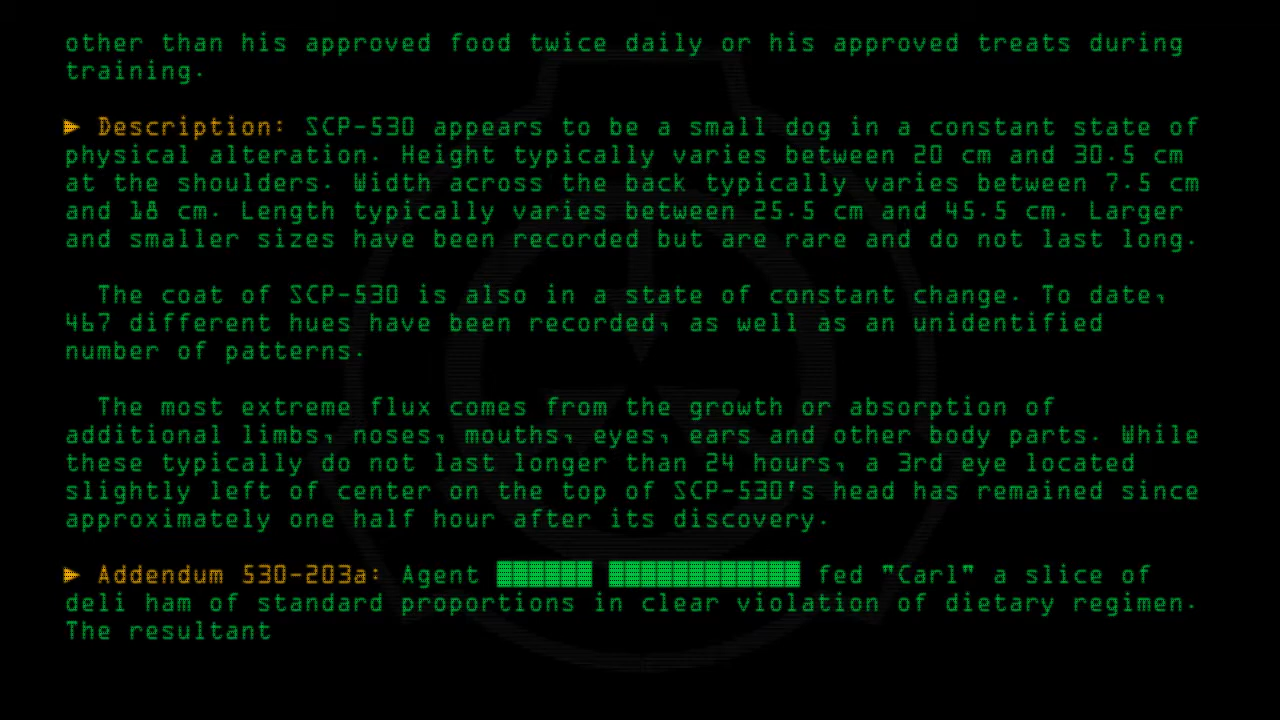 other than his approved food twice daily or his approved treats during
training.
► Description: SCP-530 appears to be a small dog in a constant state of
physical alteration. Height typically varies between 20 cm and 30.5 cm
at the shoulders. Width across the back typically varies between 7.5 cm
and 18 cm. Length typically varies between 25.5 cm and 45.5 cm. Larger
and smaller sizes have been recorded but are rare and do not last long.
The coat of SCP-530 is also in a state of constant change. To date,
467 different hues have been recorded, as well as an unidentified
number of patterns.
The most extreme flux comes from the growth or absorption of
additional limbs, noses, mouths, eyes, ears and other body parts. While
these typically do not last longer than 24 hours, a 3rd eye located
slightly left of center on the top of SCP-530's head has remained since
approximately one half hour after its discovery.
► Addendum 530-203a: Agent ██████ ████████████ fed "Carl" a slice of
deli ham of standard proportions in clear violation of dietary regimen.
The resultant